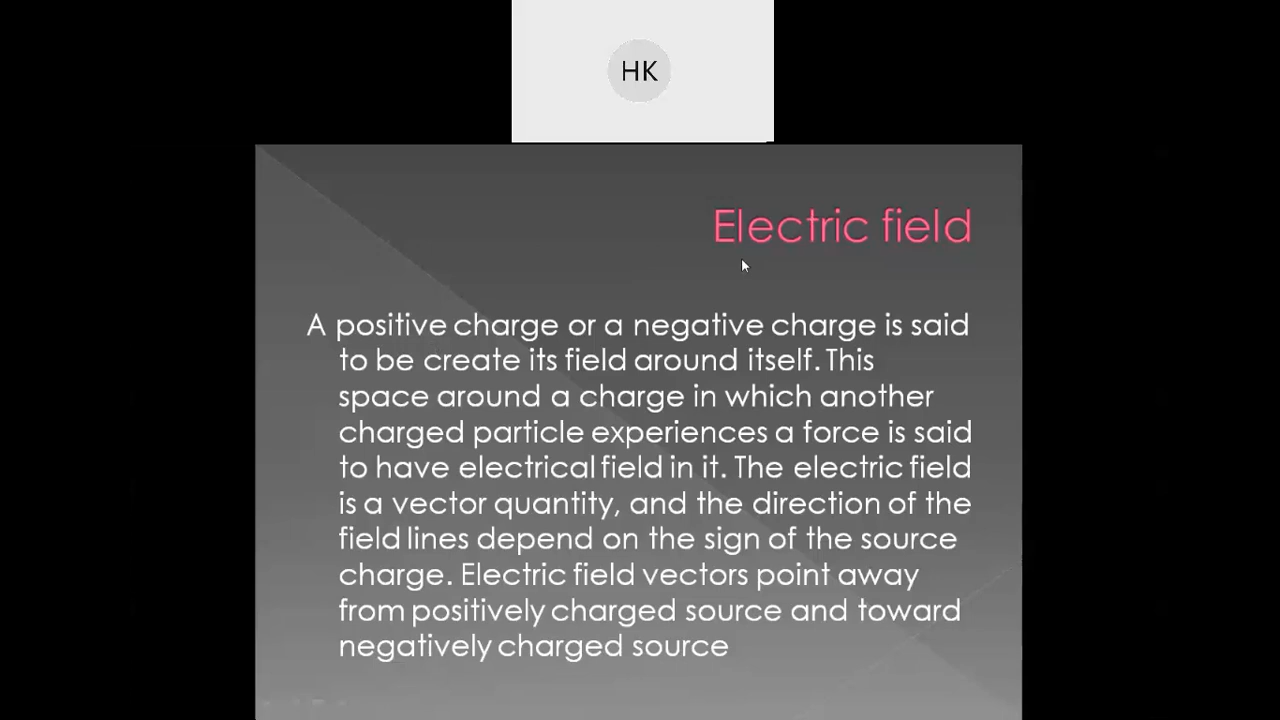 HK
Electric field
A positive charge or a negative charge is said
to be create its field around itself. This
space around a charge in which another
charged particle experiences a force is said
to have electrical field in it. The electric field
is a vector quantity, and the direction of the
field lines depend on the sign of the source
charge. Electric field vectors point away
from positively charged source and toward
negatively charged source